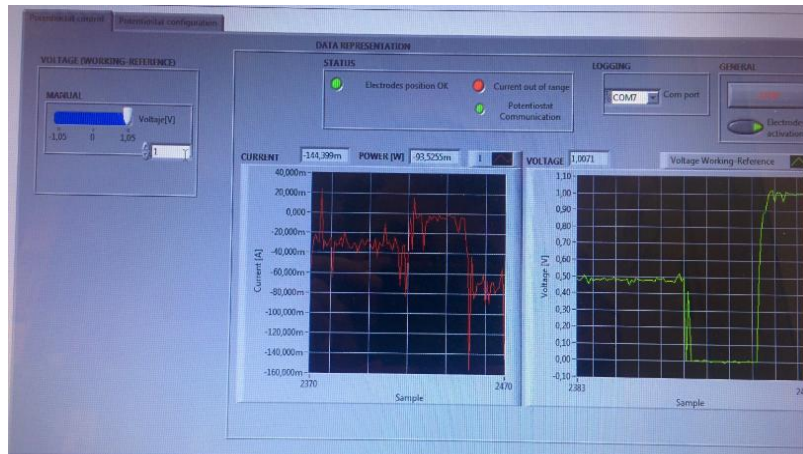 Potentiostat control
Potentiostat configuration
DATA REPRESENTATION
VOLTAGE (WORKING-REFERENCE)
STATUS
LOGGING
GENERAL
Electrodes position OK
Current out of range
COM7
Com port
Potentiostat
Communication
Electrodes
activation
MANUAL
Voltaje[V]
-1,05
0
1,05
1
CURRENT
-144,399m
POWER [W]
-93,5255m
I
VOLTAGE
1,0071
Voltage Working-Reference
40,000m
20,000m
0,000
-20,000m
-40,000m
-60,000m
-80,000m
-100,000m
-120,000m
-140,000m
-160,000m
Current [A]
2370
2470
Sample
1,10
0,90
0,80
0,70
0,60
0,50
0,40
0,30
0,20
0,10
0,00
-0,10
Voltage [V]
2383
Sample